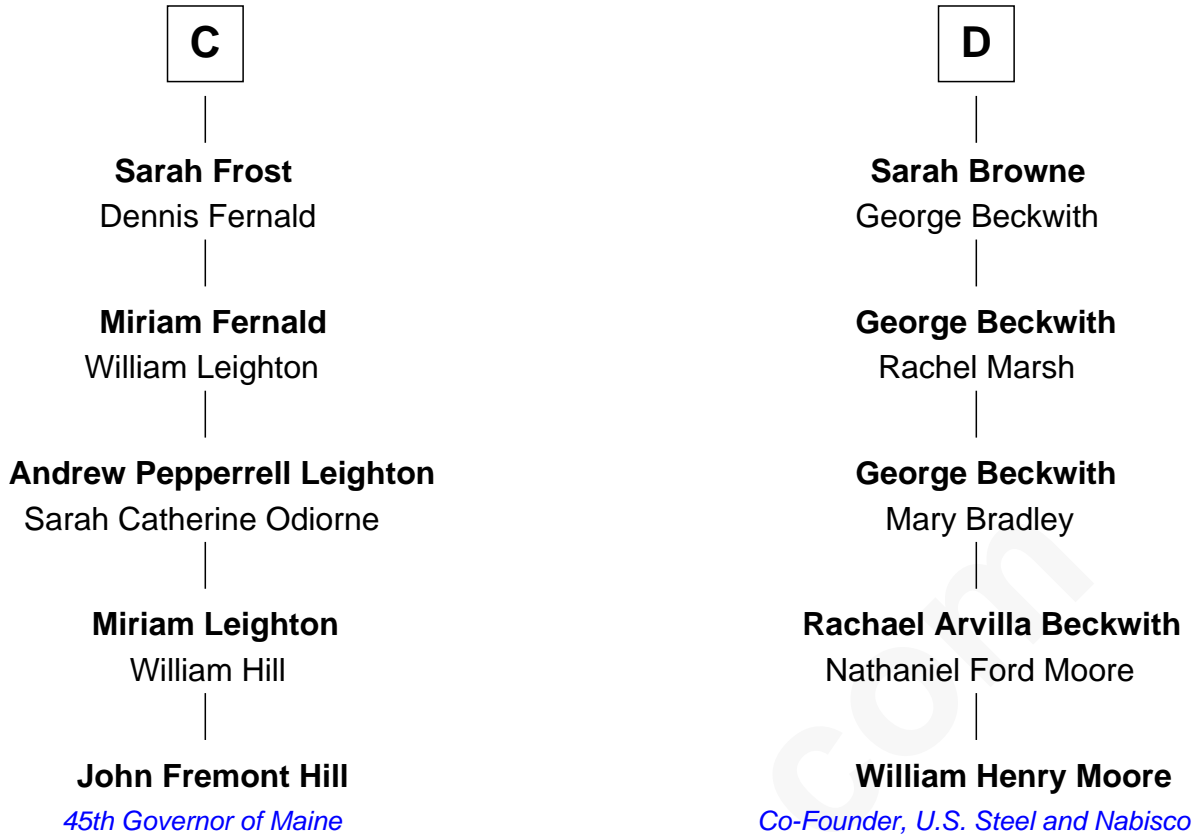 C
Sarah Frost
Dennis Fernald
Miriam Fernald
William Leighton
Andrew Pepperrell Leighton
Sarah Catherine Odiorne
Miriam Leighton
William Hill
John Fremont Hill
45th Governor of Maine
D
Sarah Browne
George Beckwith
George Beckwith
Rachel Marsh
George Beckwith
Mary Bradley
Rachael Arvilla Beckwith
Nathaniel Ford Moore
William Henry Moore
Co-Founder, U.S. Steel and Nabisco
com